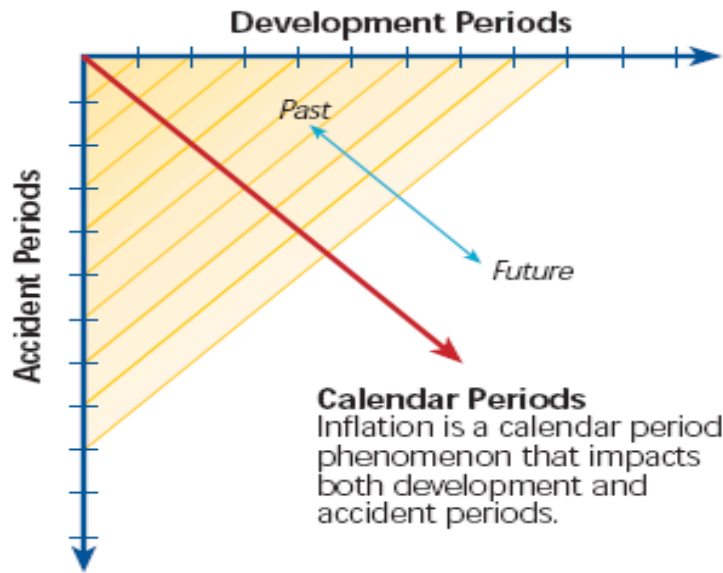 Development Periods
Past
Accident Periods
Future
Calendar Periods
Inflation is a calendar period
phenomenon that impacts
both development and
accident periods.